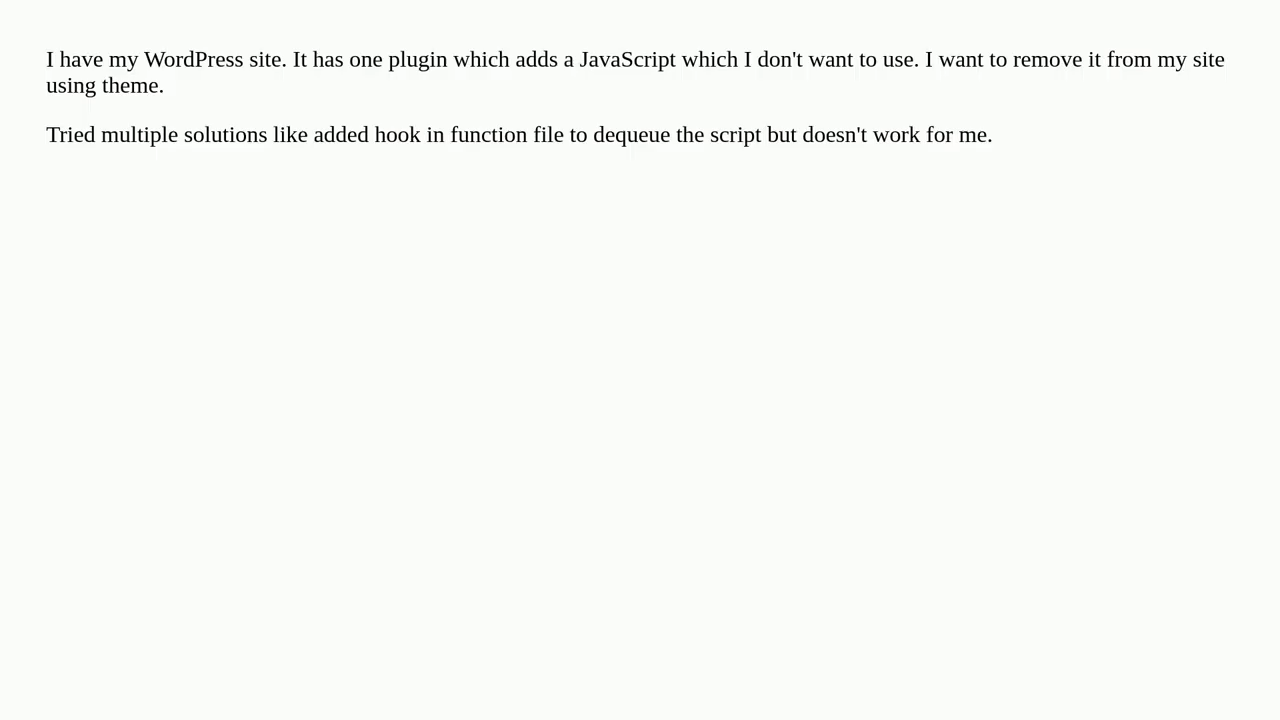 I have my WordPress site. It has one plugin which adds a JavaScript which I don't want to use. I want to remove it from my site
using theme.
Tried multiple solutions like added hook in function file to dequeue the script but doesn't work for me.